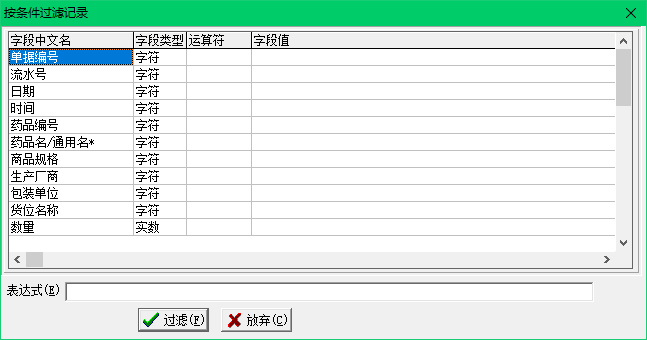 按条件过滤记录
字段中文名 字段类型 运算符 字段值
单据编号 字符
流水号 字符
日期 字符
时间 字符
药品编号 字符
药品名/通用名* 字符
商品规格 字符
生产厂商 字符
包装单位 字符
货位名称 字符
数量 实数
表达式(E)
过滤(F) 放弃(C)